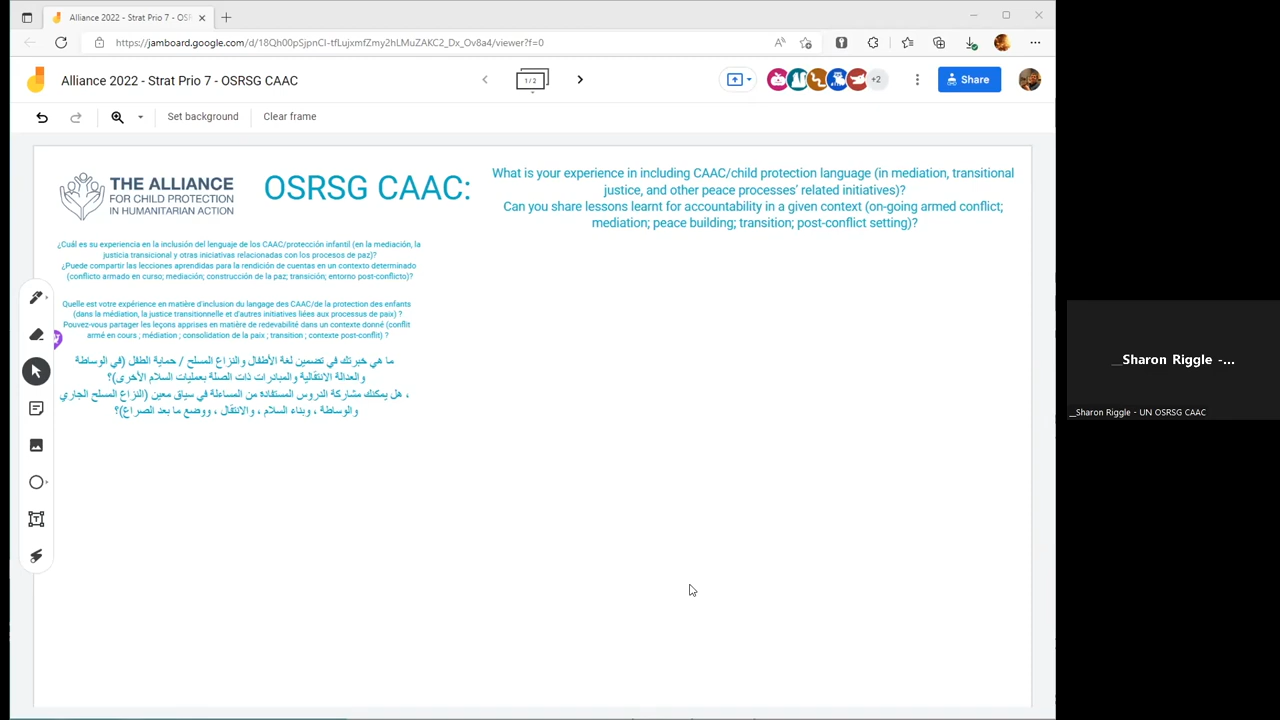 Alliance 2022 - Strat Prio 7 - OSR
https://jamboard.google.com/d/18Qh00pSjpnCI-tfLujxmfZmy2hLMuZAKC2_Dx_Ov8a4/viewer?f=0
Alliance 2022 - Strat Prio 7 - OSRSG CAAC
1/2
+2
Share
Set background
Clear frame
THE ALLIANCE
FOR CHILD PROTECTION
IN HUMANITARIAN ACTION
OSRSG CAAC:
What is your experience in including CAAC/child protection language (in mediation, transitional
justice, and other peace processes' related initiatives)?
Can you share lessons learnt for accountability in a given context (on-going armed conflict;
mediation; peace building; transition; post-conflict setting)?
¿Cuál es su experiencia en la inclusión del lenguaje de los CAAC/protección infantil (en la mediación, la
justicia transicional y otras iniciativas relacionadas con los procesos de paz)?
¿Puede compartir las lecciones aprendidas para la rendición de cuentas en un contexto determinado
(conflicto armado en curso; mediación; construcción de la paz; transición; entorno post-conflicto)?
Quelle est votre expérience en matière d'inclusion du langage des CAAC/de la protection des enfants
(dans la médiation, la justice transitionnelle et d'autres initiatives liées aux processus de paix) ?
Pouvez-vous partager les leçons apprises en matière de redevabilité dans un contexte donné (conflit
armé en cours ; médiation ; consolidation de la paix ; transition ; contexte post-conflit) ?
ما هي خبرتك في تضمين لغة الأطفال والنزاع المسلح / حماية الطفل (في الوساطة
والعدالة الانتقالية والمبادرات ذات الصلة بعمليات السلام الأخرى)؟
، هل يمكنك مشاركة الدروس المستفادة من المساءلة في سياق معين (النزاع المسلح الجاري
والوساطة ، وبناء السلام ، والانتقال ، ووضع ما بعد الصراع)؟
__Sharon Riggle -...
__Sharon Riggle - UN OSRSG CAAC